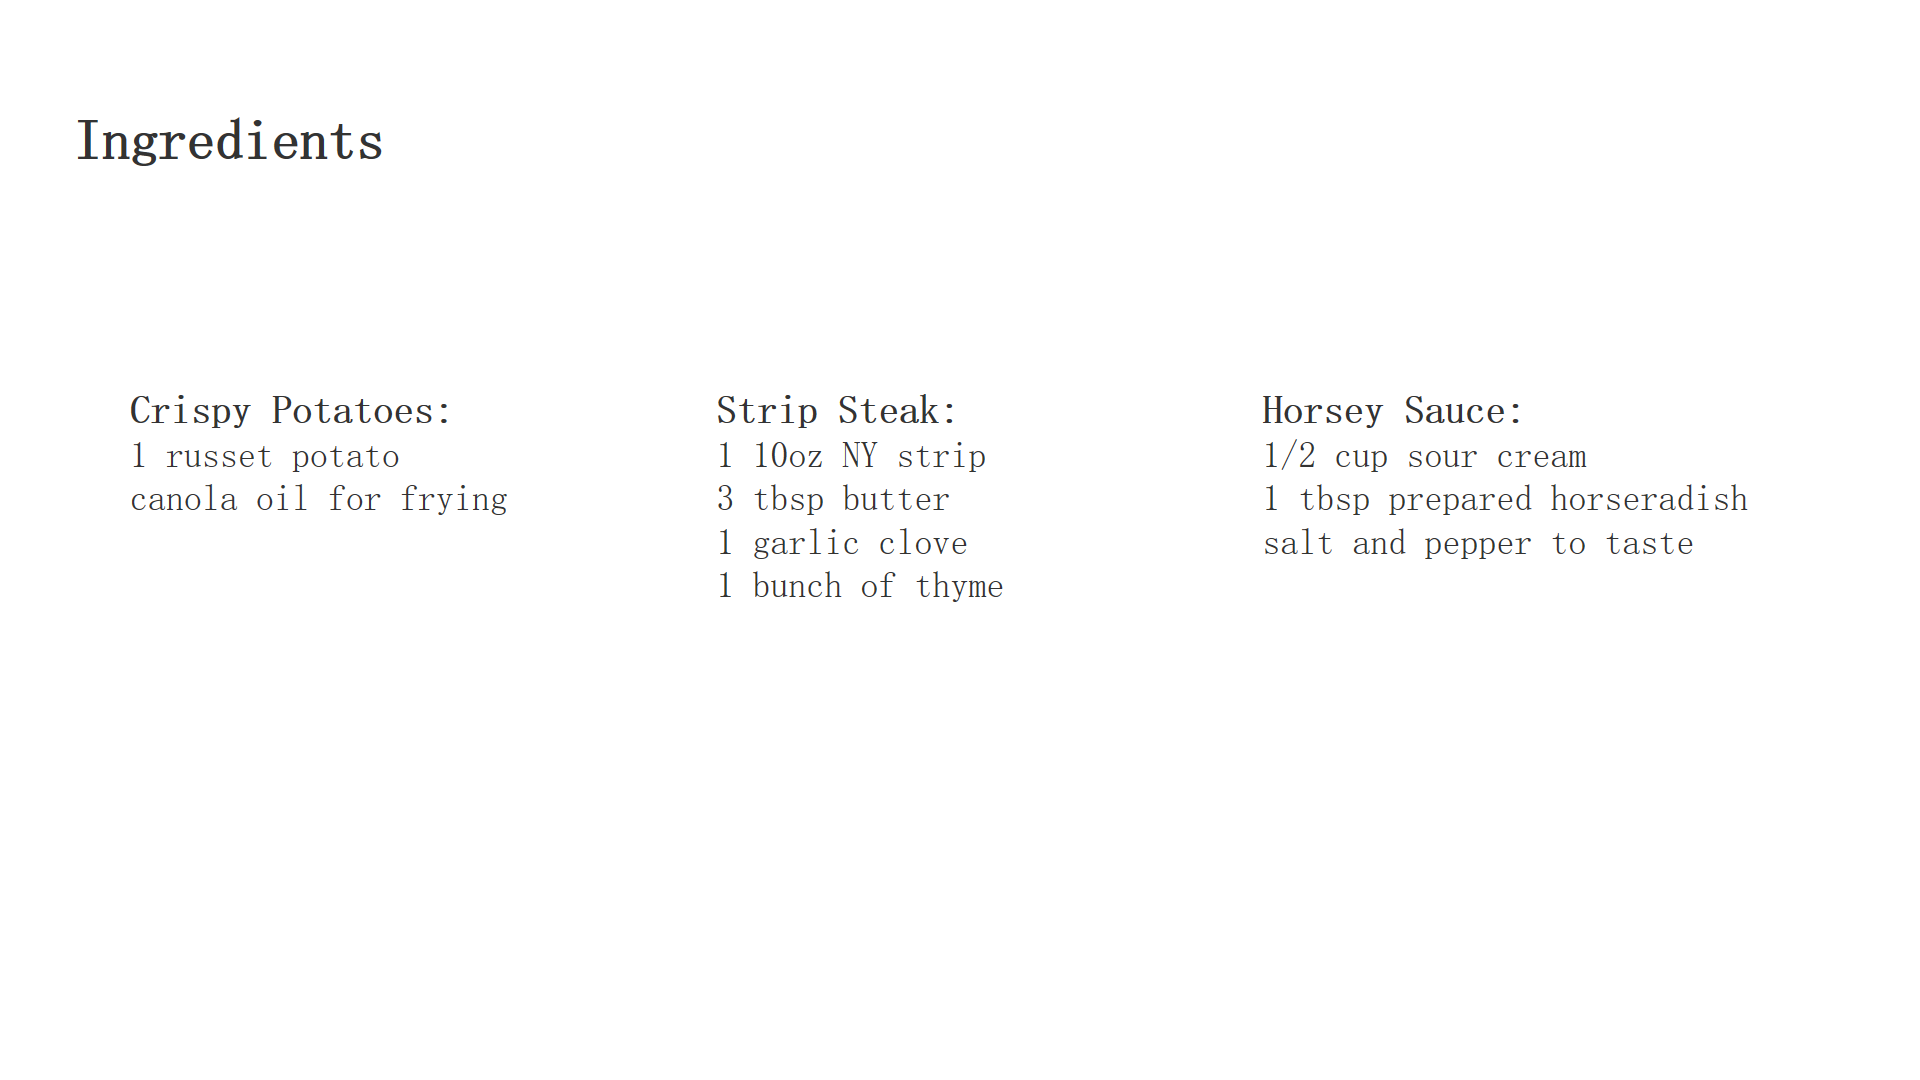 Ingredients
Crispy Potatoes:
1 russet potato
canola oil for frying
Strip Steak:
1 10oz NY strip
3 tbsp butter
1 garlic clove
1 bunch of thyme
Horsey Sauce:
1/2 cup sour cream
1 tbsp prepared horseradish
salt and pepper to taste